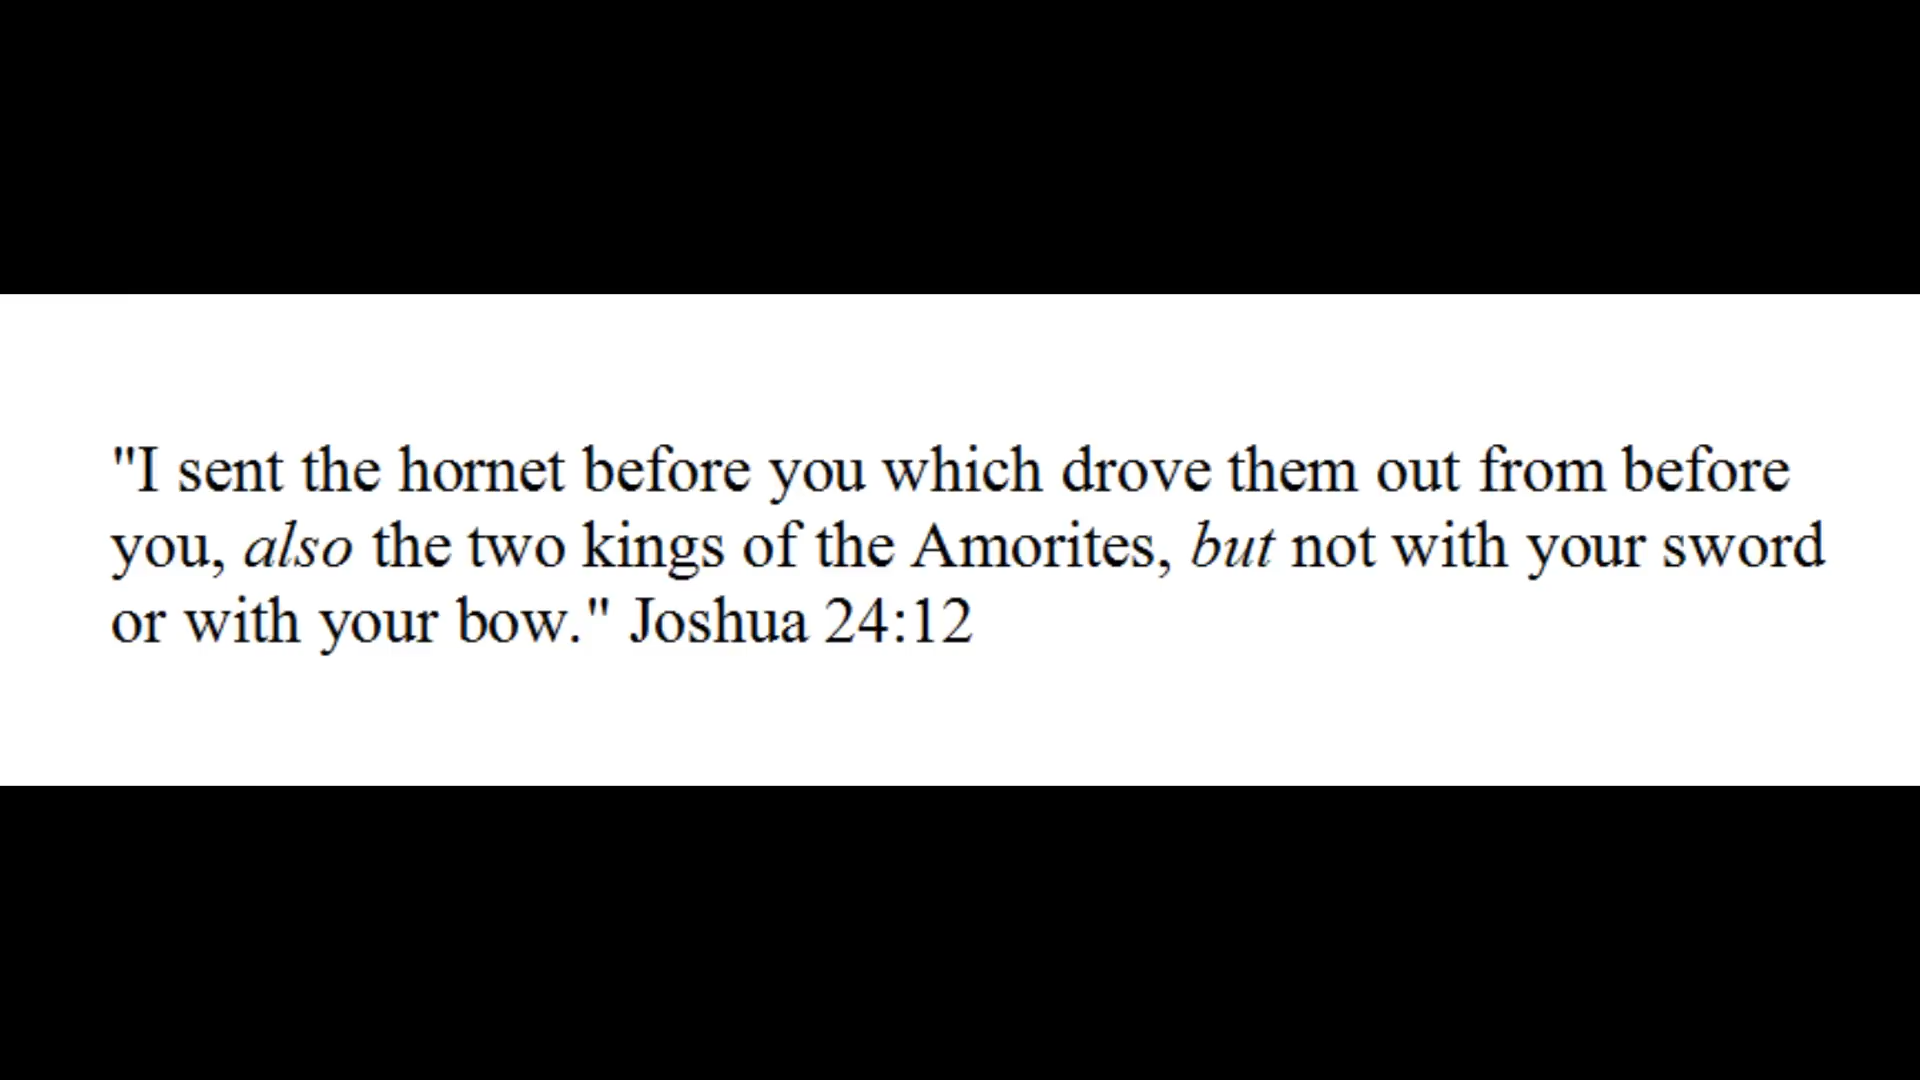 "I sent the hornet before you which drove them out from before
you, also the two kings of the Amorites, but not with your sword
or with your bow." Joshua 24:12